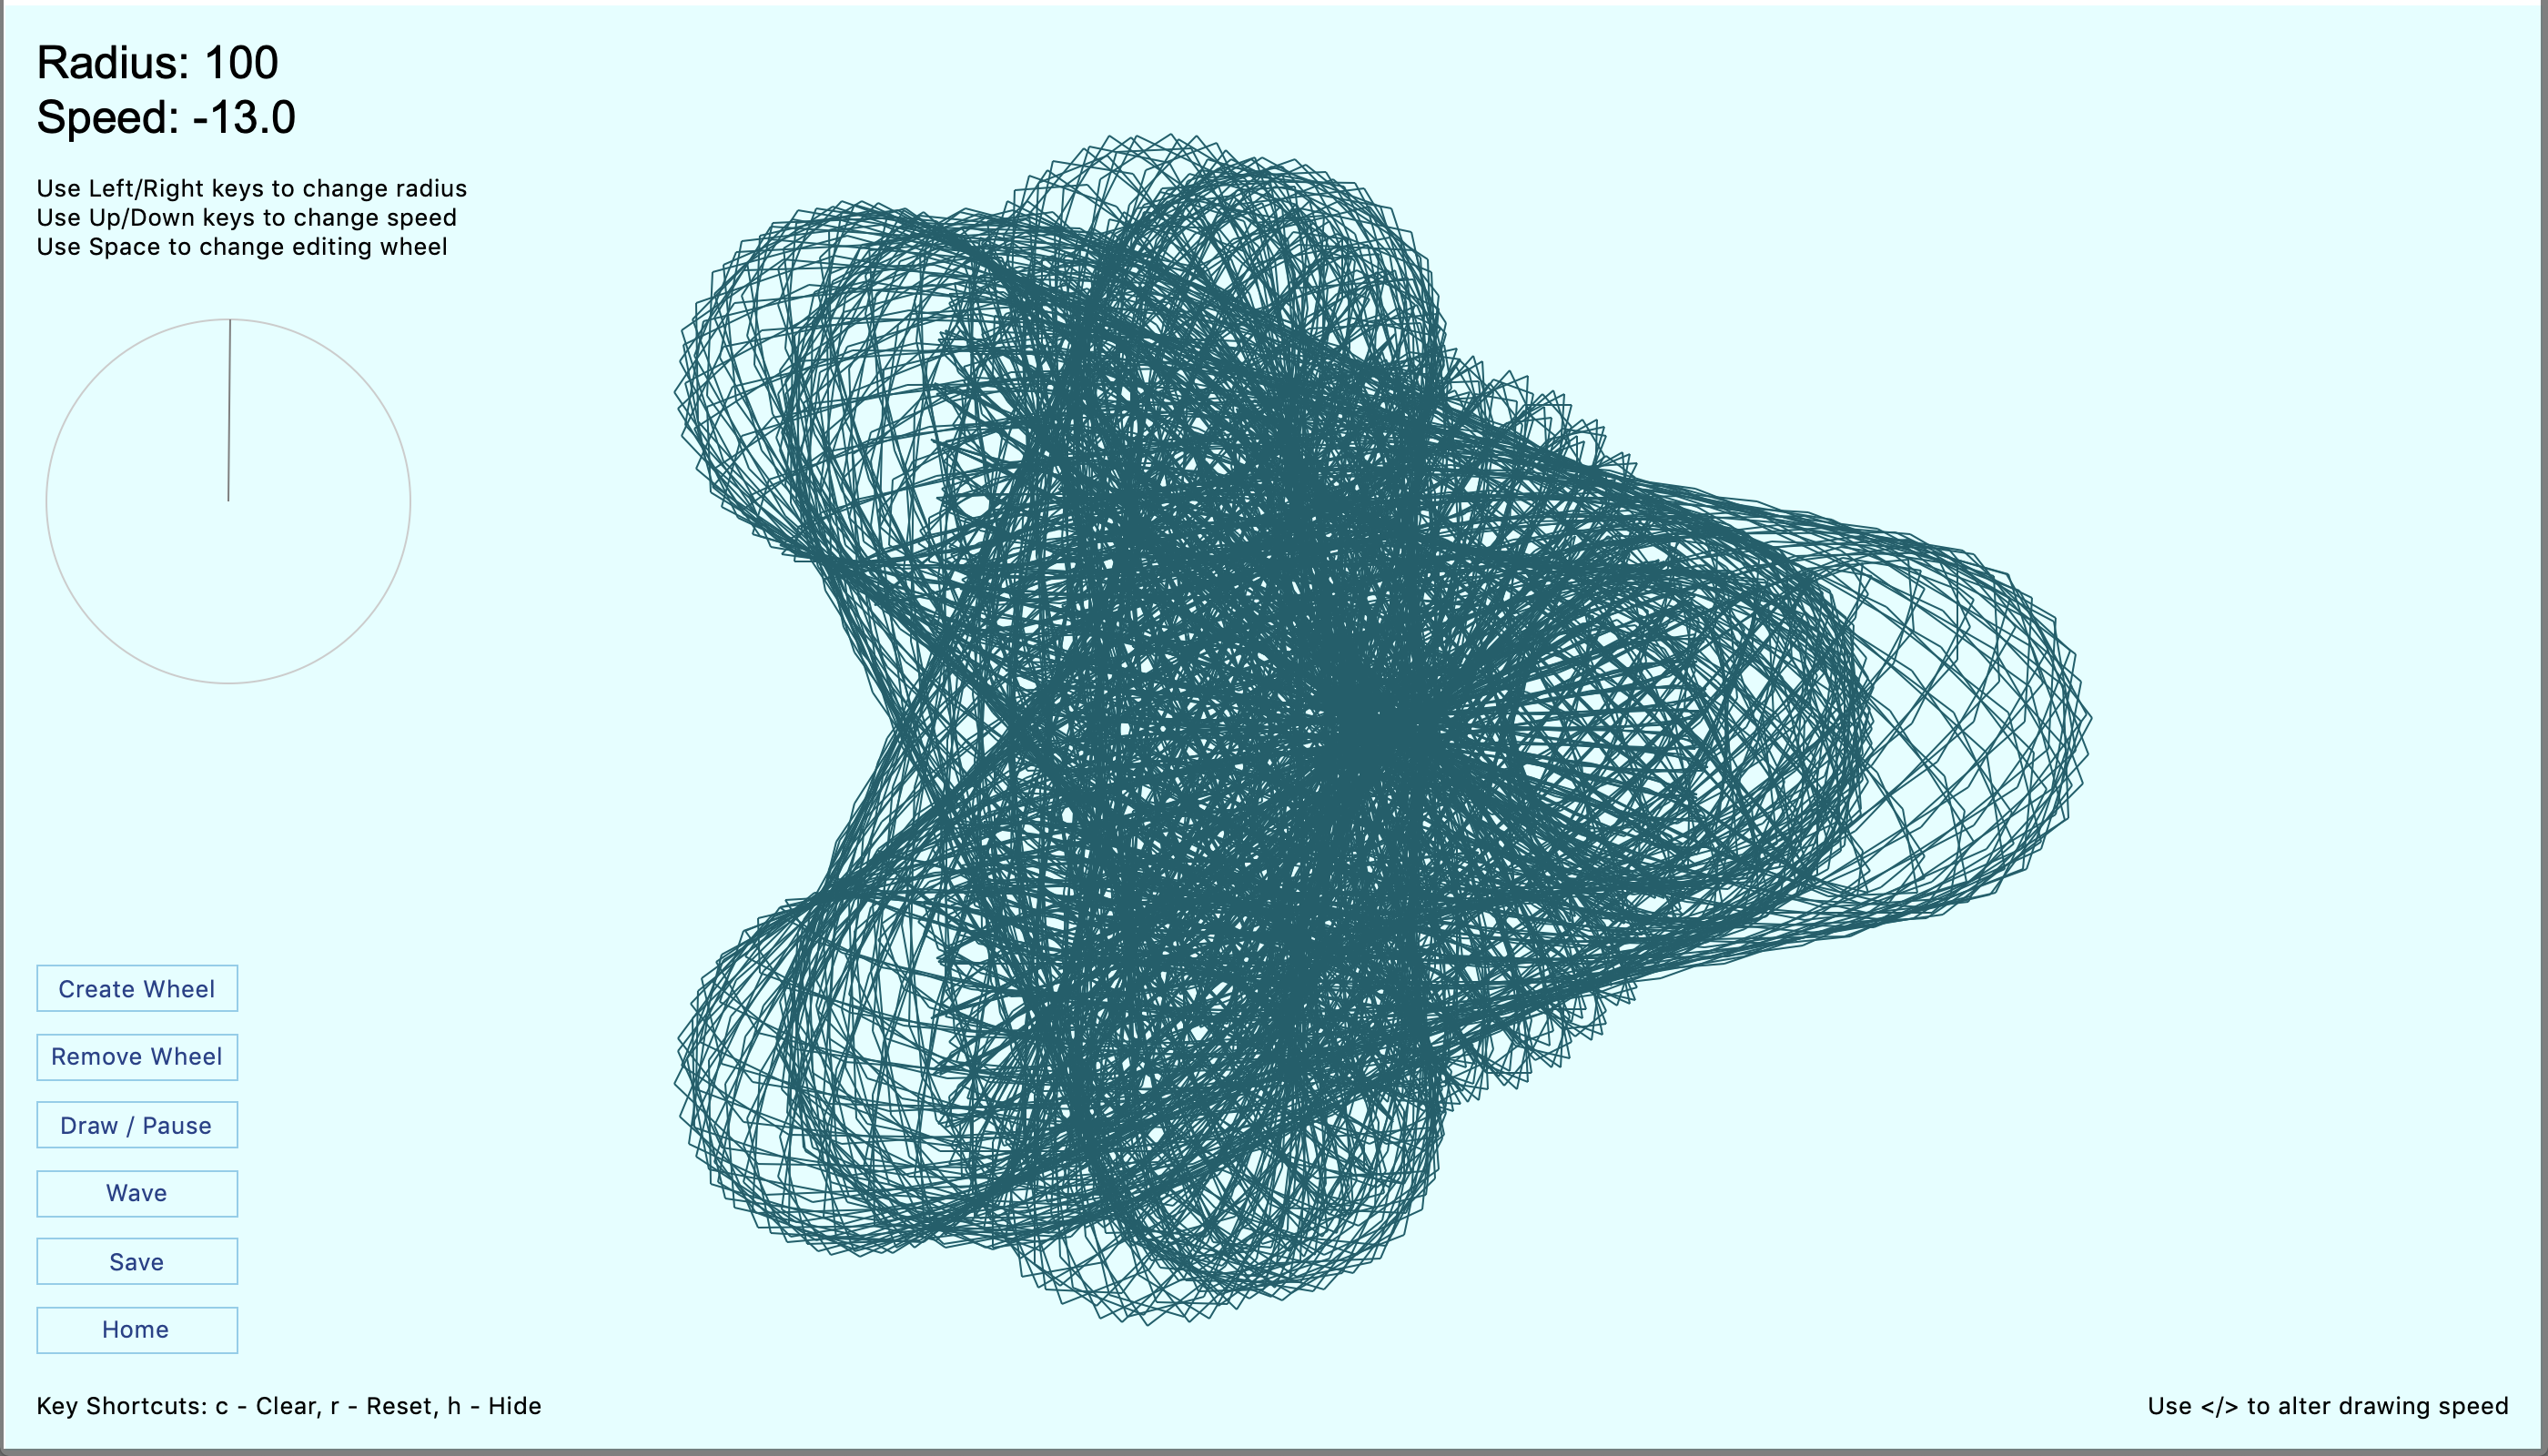 Radius: 100
Speed: -13.0
Use Left/Right keys to change radius
Use Up/Down keys to change speed
Use Space to change editing wheel
Create Wheel
Remove Wheel
Draw / Pause
Wave
Save
Home
Key Shortcuts: c - Clear, r - Reset, h - Hide
Use </> to alter drawing speed